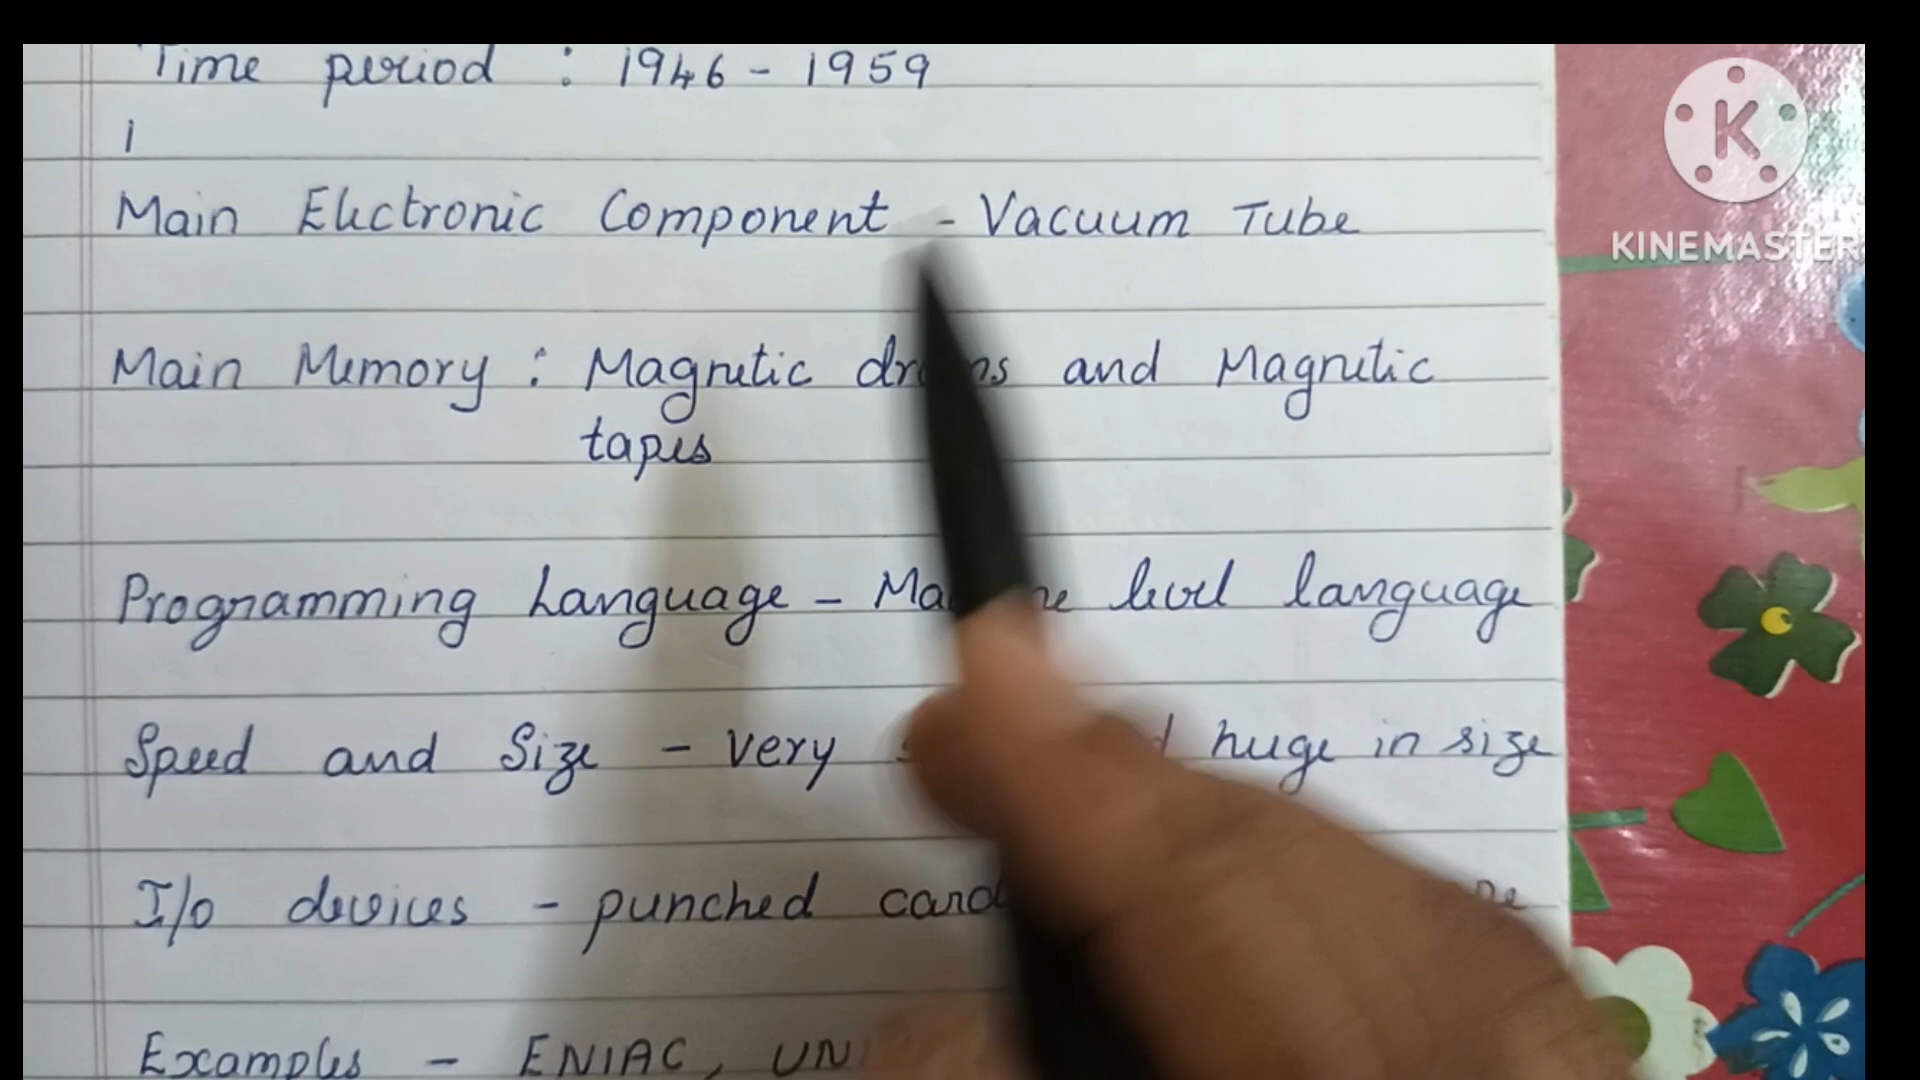 Time period : 1946 - 1959
Main Electronic Component - Vacuum Tube
Main Memory : Magnetic and Magnetic
tapes
Programming Language - level language
Speed and Size - very huge in size
I/o devices - punched
Examples - ENIAC,
K
KINEMASTER